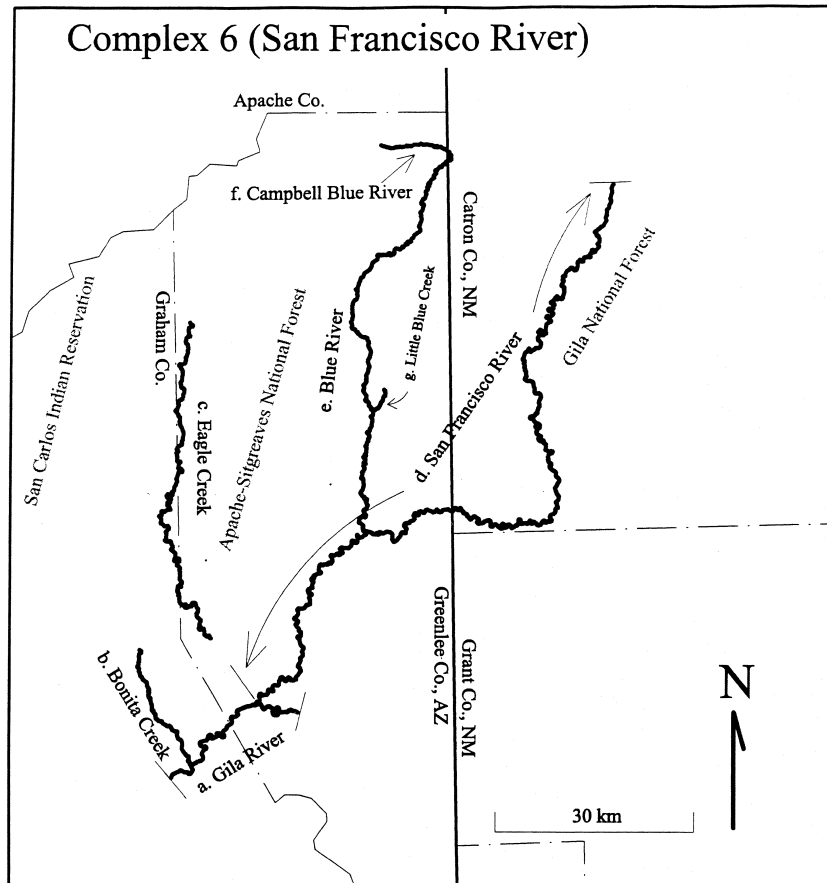 Complex 6 (San Francisco River)
Apache Co.
f. Campbell Blue River
Catron Co., NM
Gila National Forest
San Carlos Indian Reservation
Graham Co.
c. Eagle Creek
Apache-Sitgreaves National Forest
e. Blue River
g. Little Blue Creek
d. San Francisco River
Greenlee Co., AZ
Grant Co., NM
b. Bonita Creek
a. Gila River
N
30 km